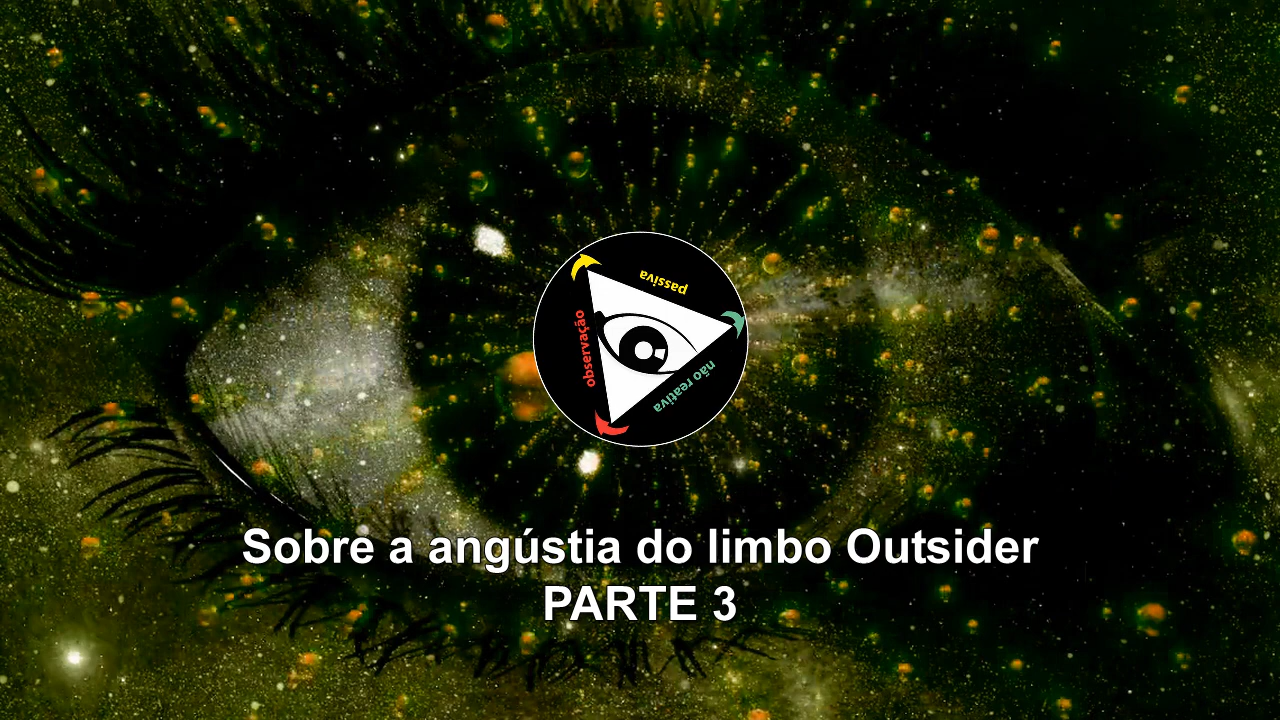 passiva
observação
não reativa
Sobre a angústia do limbo Outsider
PARTE 3